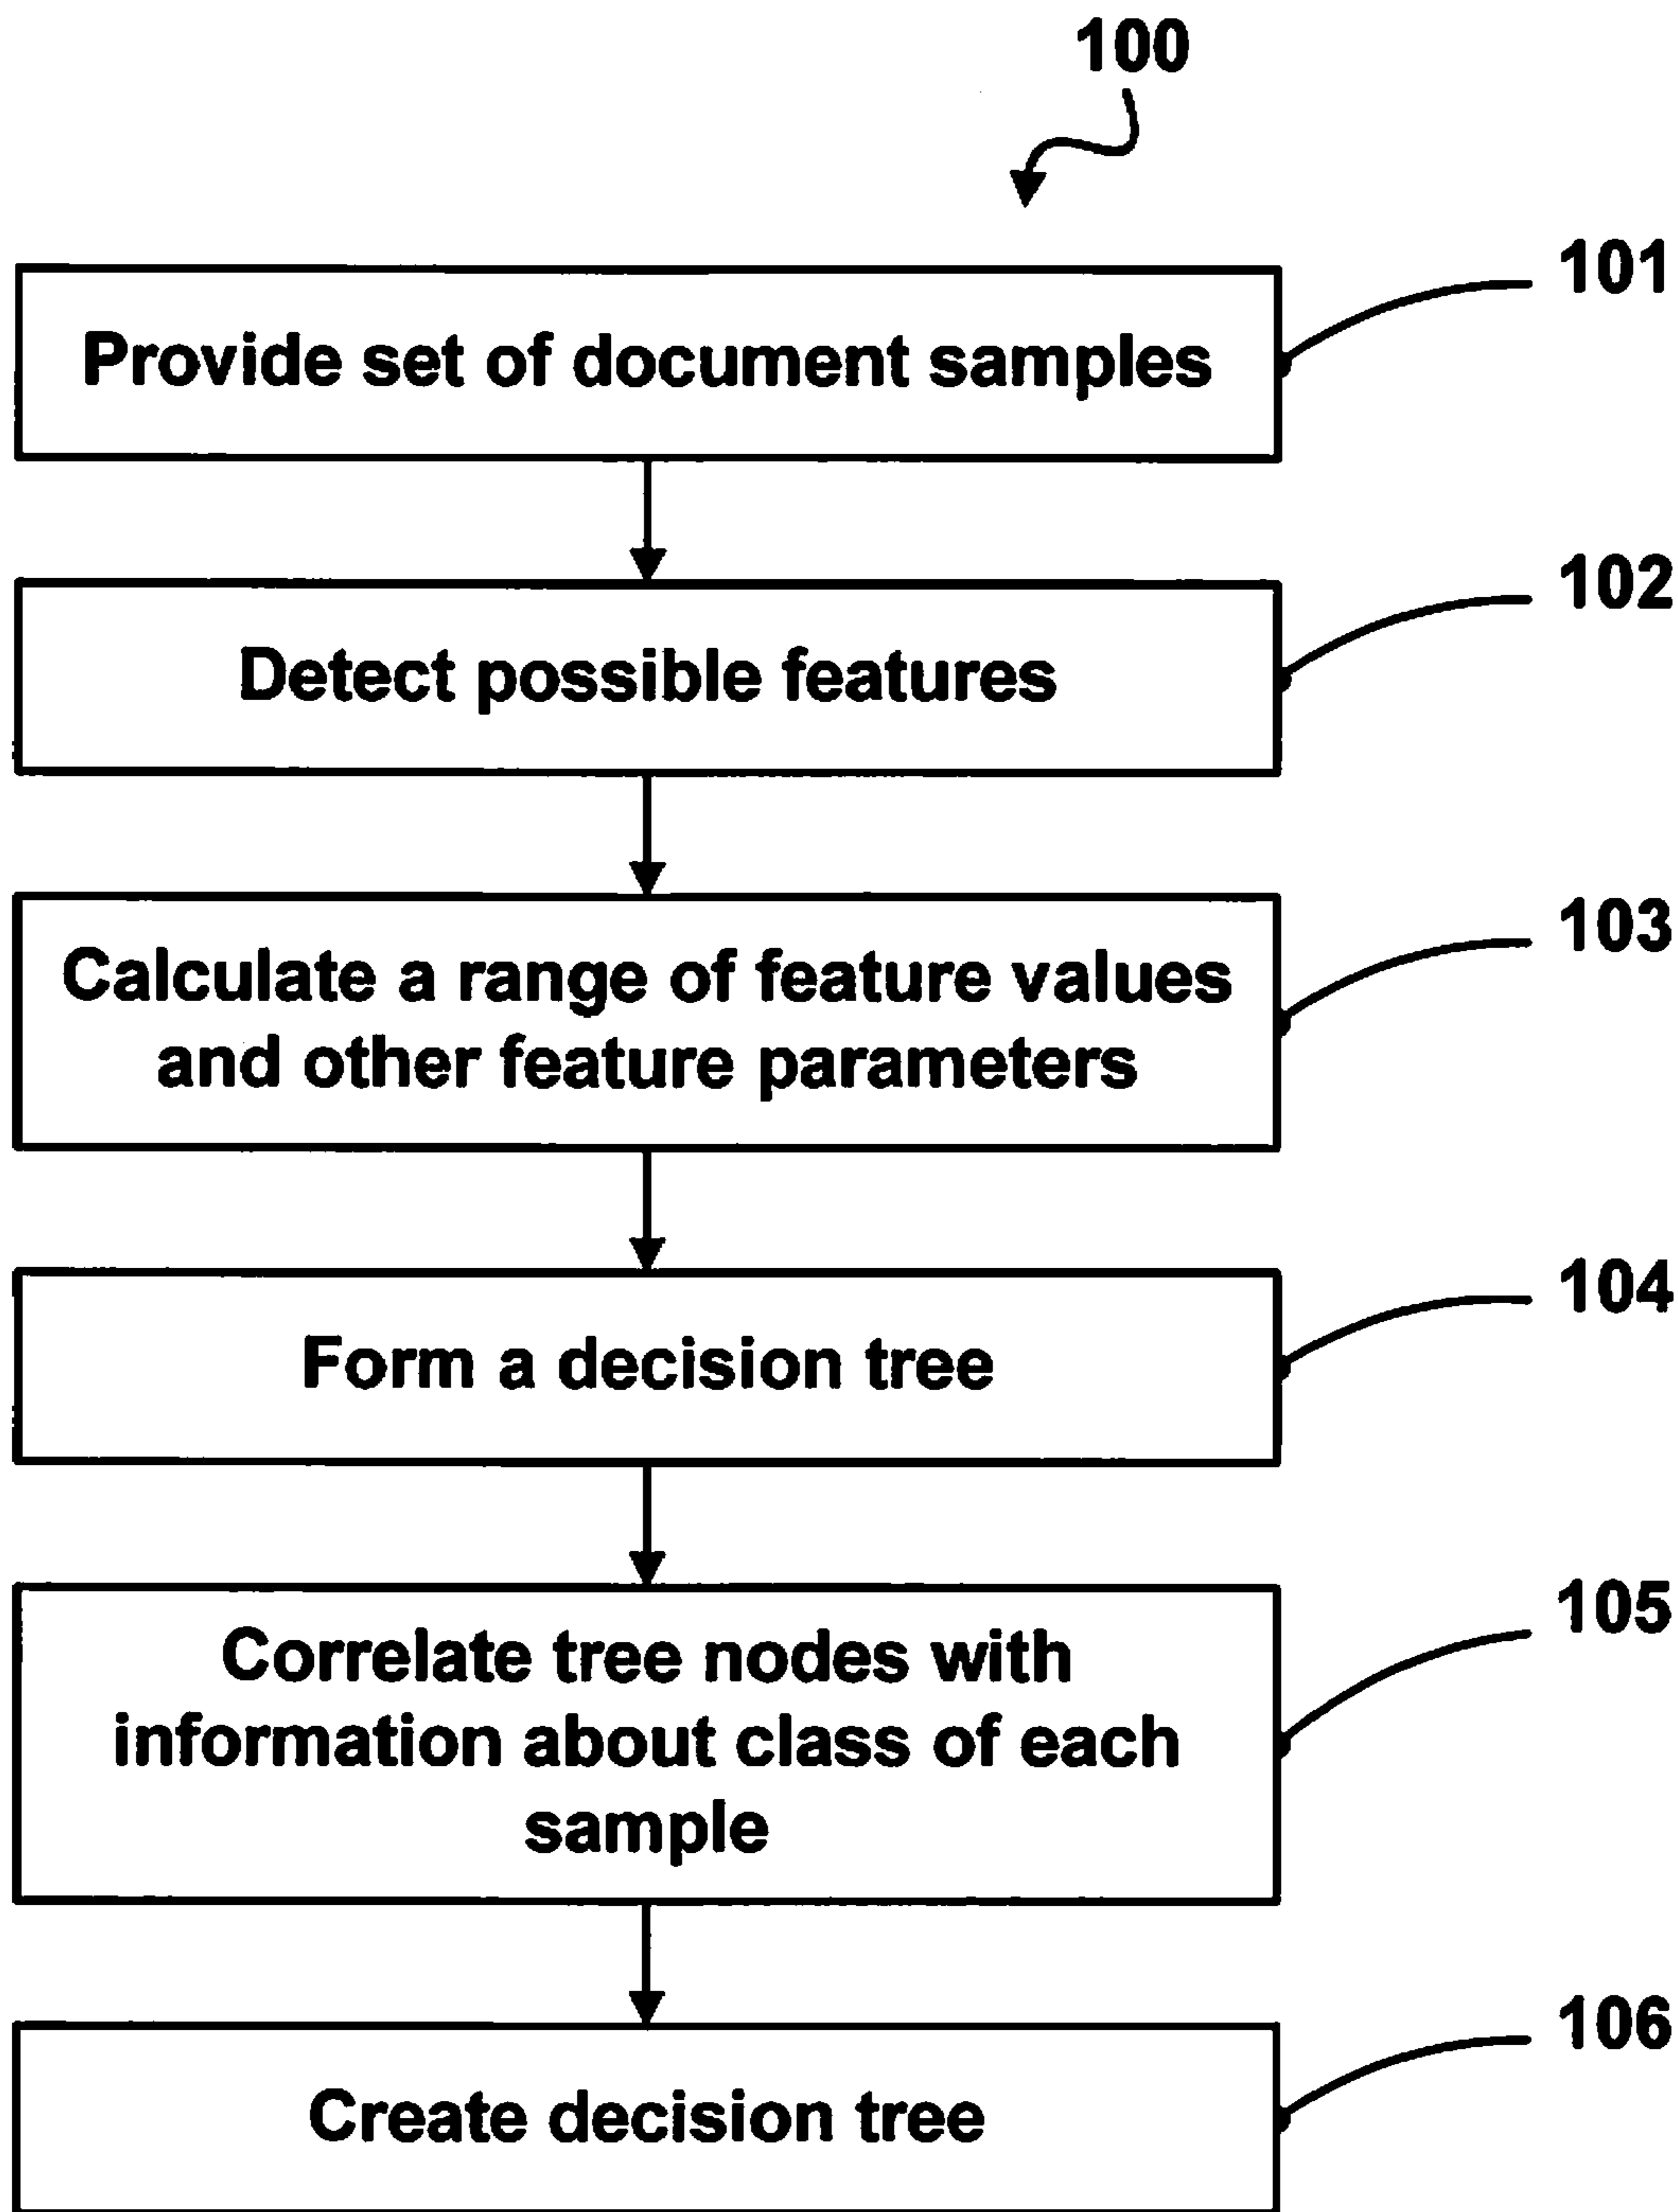 100
101
Provide set of document samples
102
Detect possible features
103
Calculate a range of feature values
and other feature parameters
104
Form a decision tree
105
Correlate tree nodes with
information about class of each
sample
106
Create decision tree